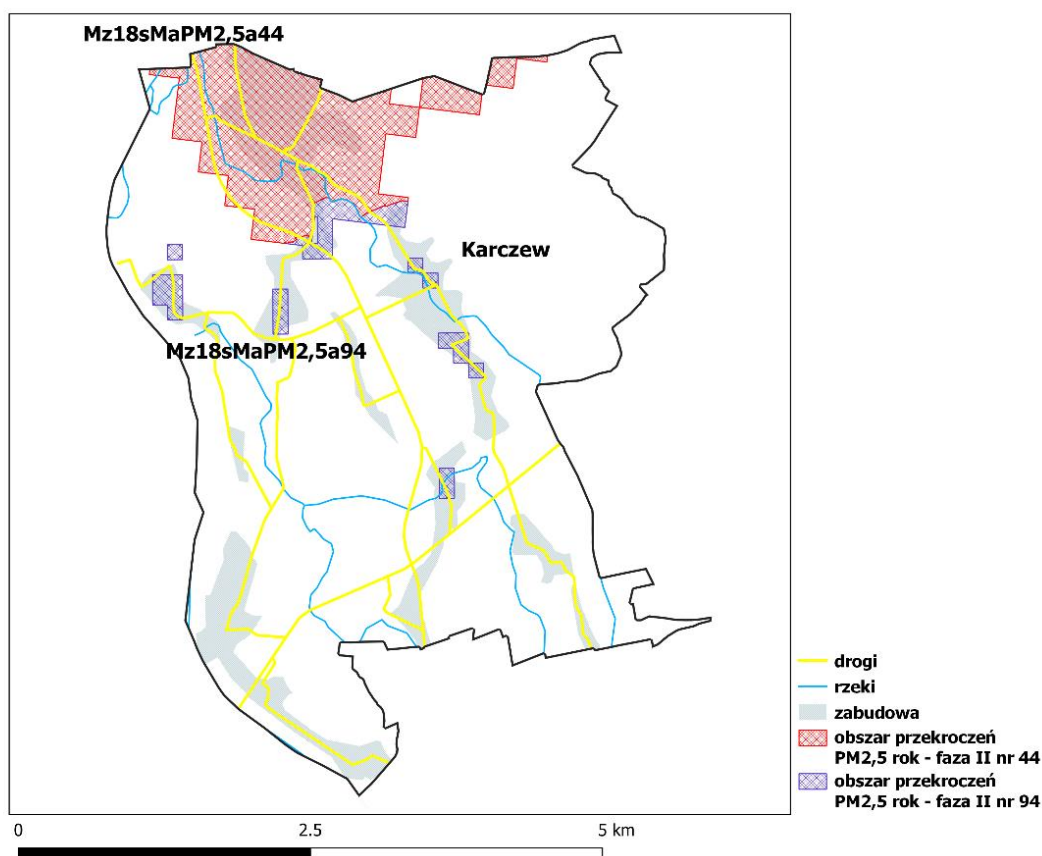 Mz18sMaPM2,5a44
Karczew
Mz18sMaPM2,5a94
drogi
rzeki
zabudowa
obszar przekroczeń
PM2,5 rok - faza II nr 44
obszar przekroczeń
PM2,5 rok - faza II nr 94
0 2.5 5 km